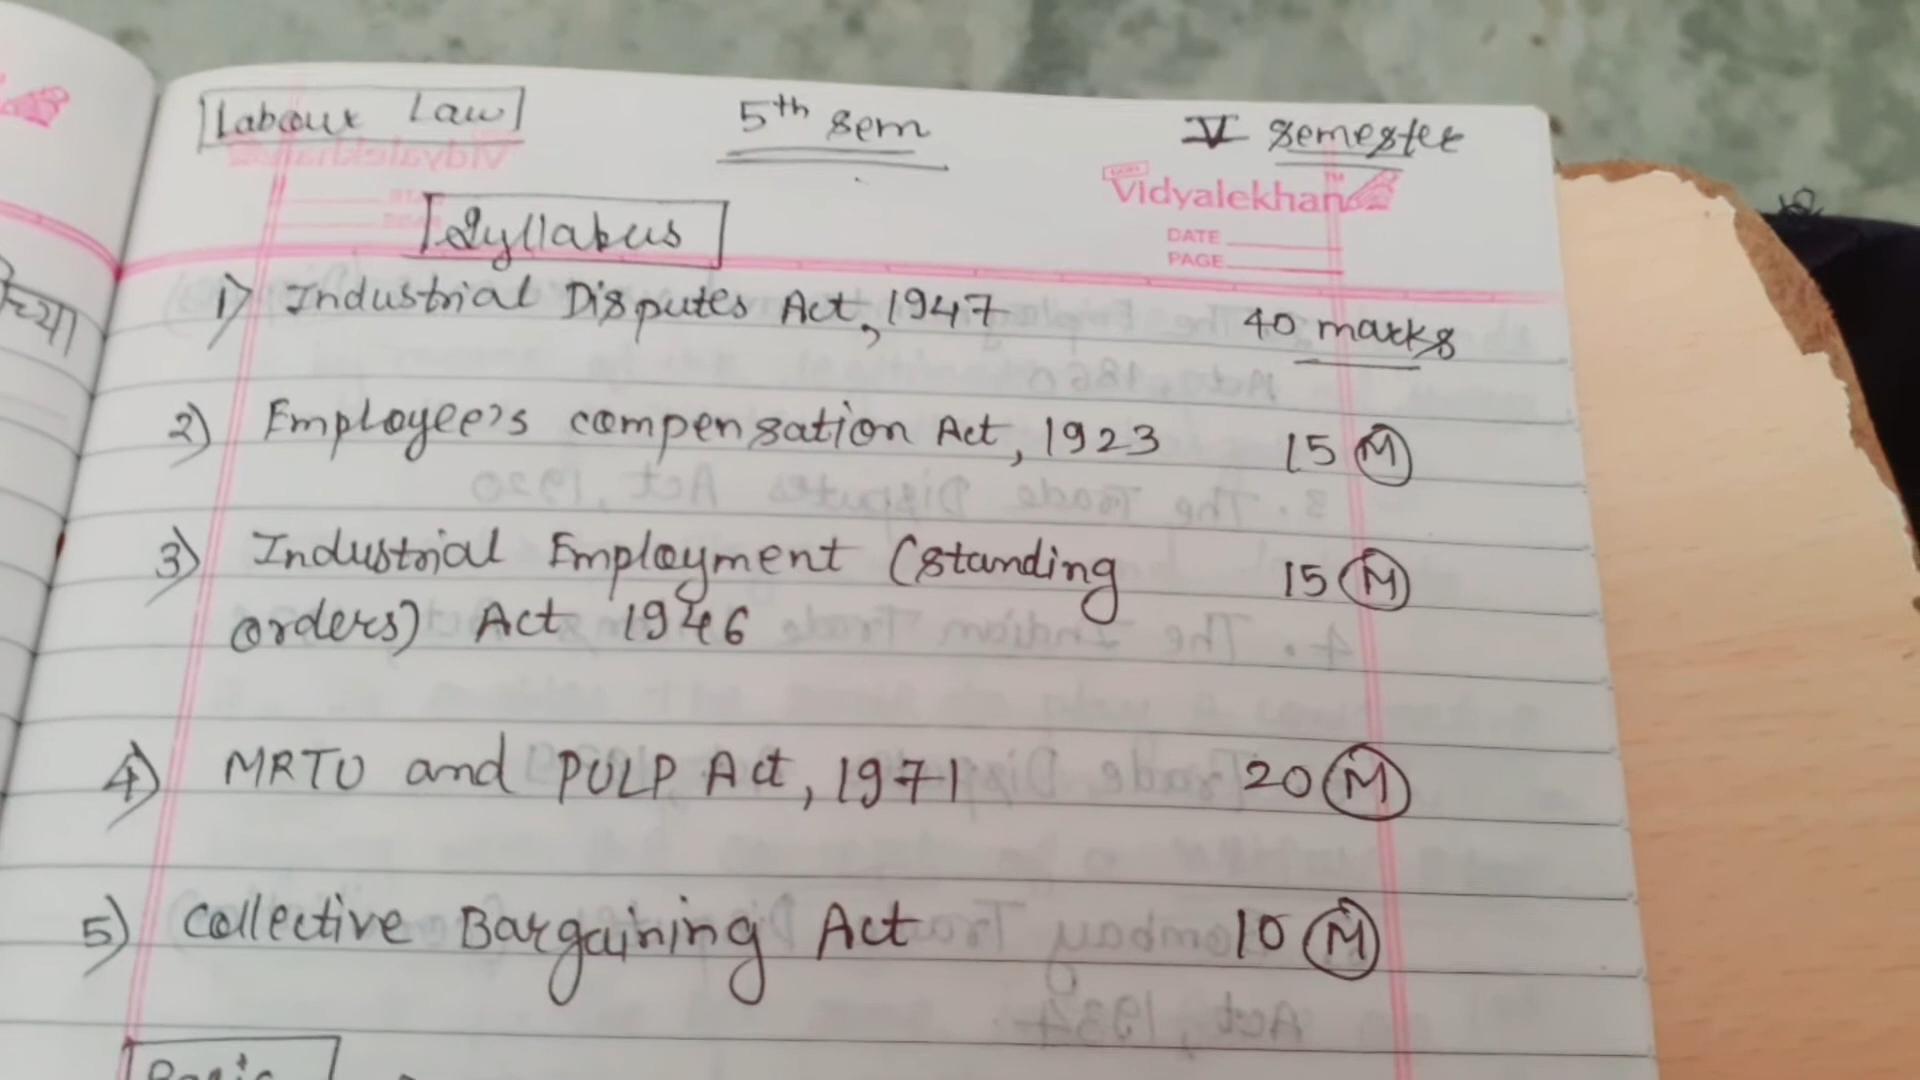 Labour Law 5th sem V semester
Vidyalekhan™
DATE
PAGE
Syllabus
1) Industrial Disputes Act, 1947 40 marks
2) Employee's compensation Act, 1923 15 M
3) Industrial Employment (standing 15 M
orders) Act 1946
4) MRTU and PULP Act, 1971 20 M
5) Collective Bargaining Act 10 M